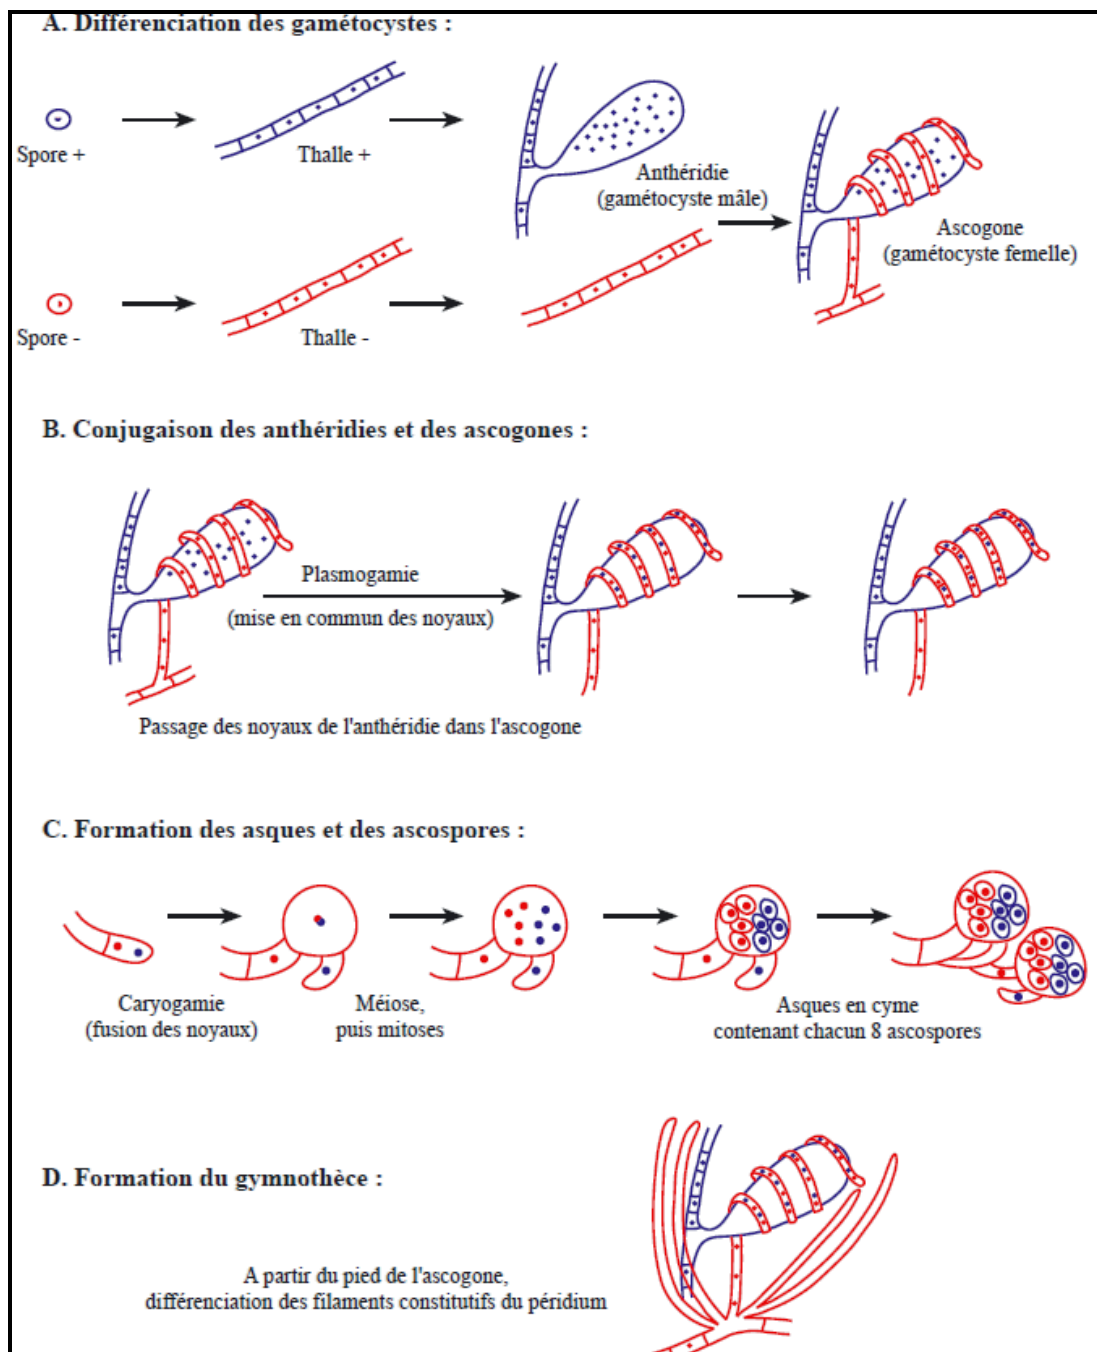 A. Différenciation des gamétocystes :
Spore +
Thalle +
Anthéridie
(gamétocyste mâle)
Ascogone
(gamétocyste femelle)
Spore -
Thalle -
B. Conjugaison des anthéridies et des ascogones :
Plasmogamie
(mise en commun des noyaux)
Passage des noyaux de l'anthéridie dans l'ascogone
C. Formation des asques et des ascospores :
Caryogamie
(fusion des noyaux)
Méiose,
puis mitoses
Asques en cyme
contenant chacun 8 ascospores
D. Formation du gymnothèce :
A partir du pied de l'ascogone,
différenciation des filaments constitutifs du péridium